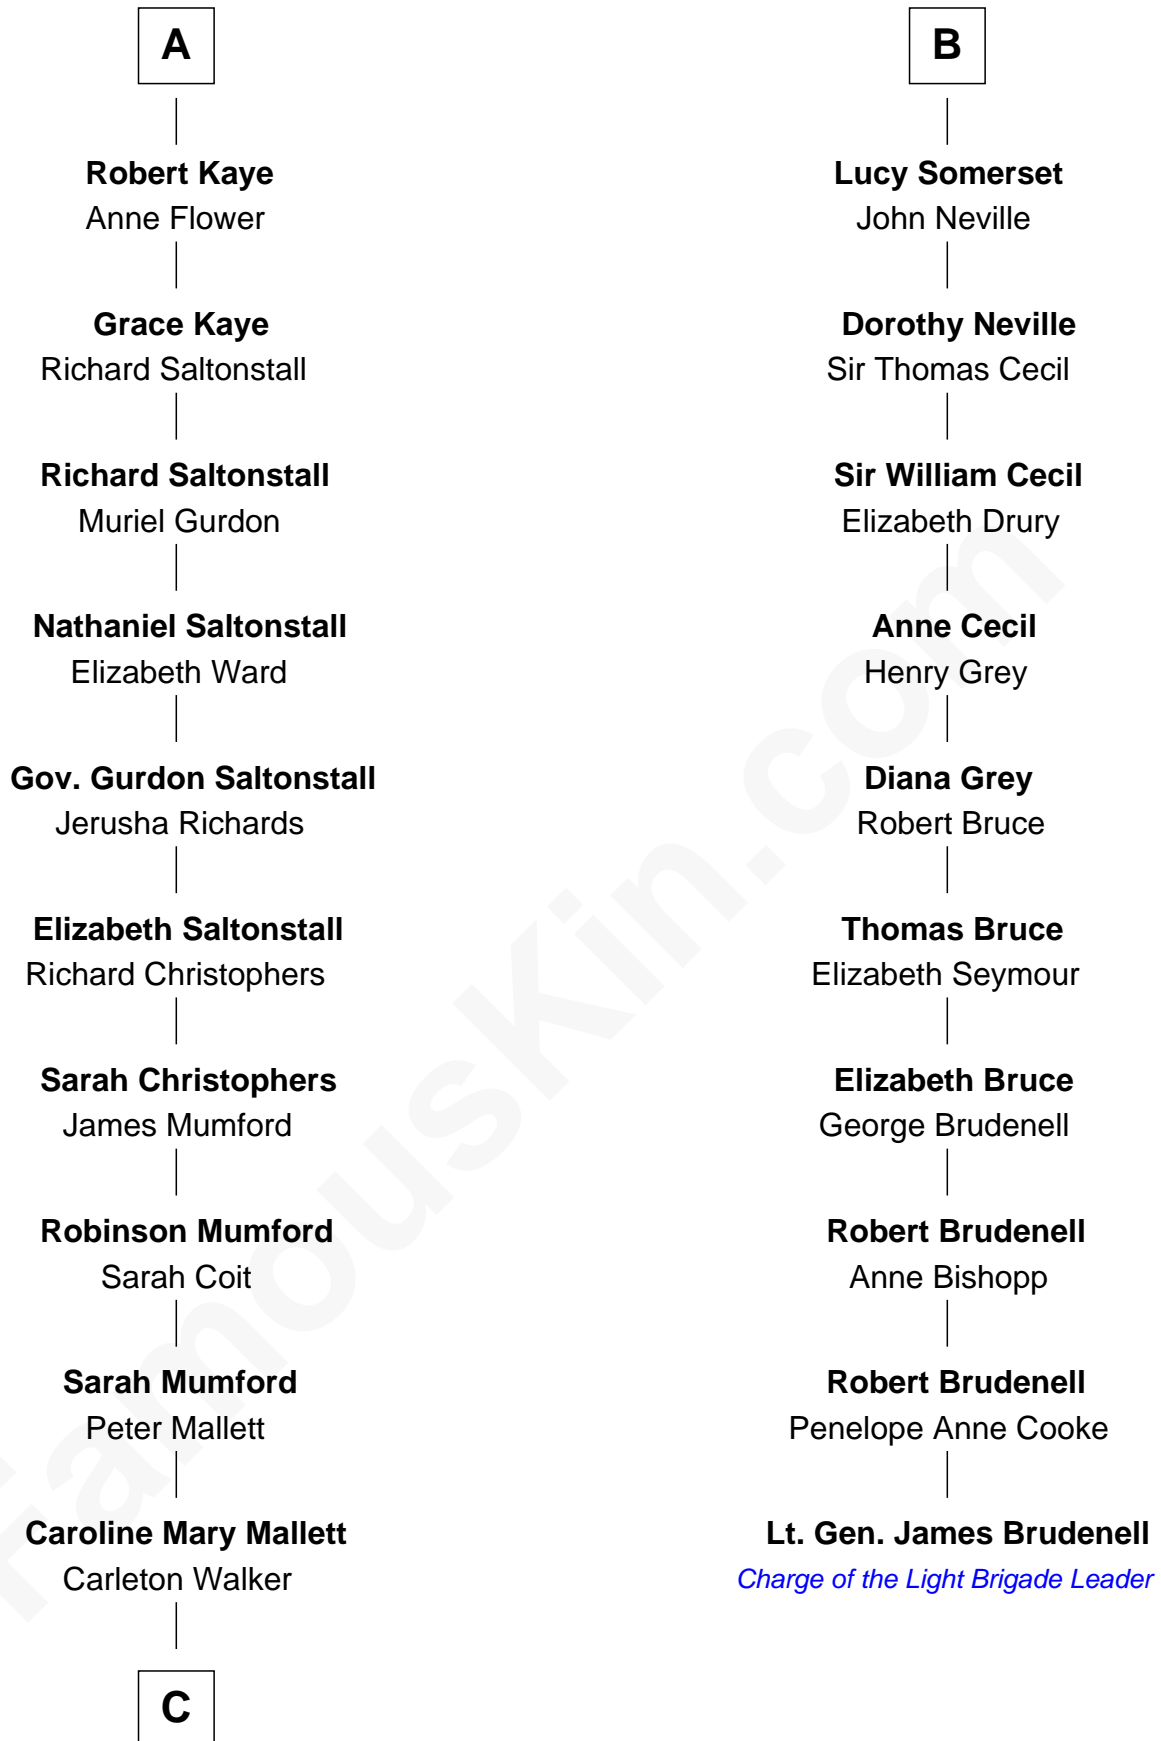 A
Robert Kaye
Anne Flower
Grace Kaye
Richard Saltonstall
Richard Saltonstall
Muriel Gurdon
Nathaniel Saltonstall
Elizabeth Ward
Gov. Gurdon Saltonstall
Jerusha Richards
Elizabeth Saltonstall
Richard Christophers
Sarah Christophers
James Mumford
Robinson Mumford
Sarah Coit
Sarah Mumford
Peter Mallett
Caroline Mary Mallett
Carleton Walker
C
B
Lucy Somerset
John Neville
Dorothy Neville
Sir Thomas Cecil
Sir William Cecil
Elizabeth Drury
Anne Cecil
Henry Grey
Diana Grey
Robert Bruce
Thomas Bruce
Elizabeth Seymour
Elizabeth Bruce
George Brudenell
Robert Brudenell
Anne Bishopp
Robert Brudenell
Penelope Anne Cooke
Lt. Gen. James Brudenell
Charge of the Light Brigade Leader
FamousKin.com